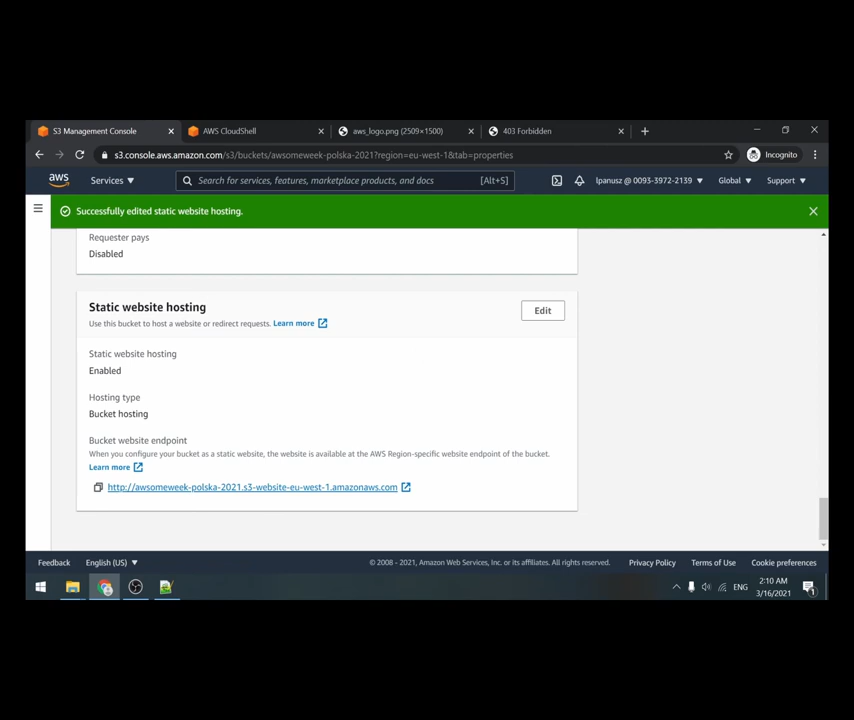 S3 Management Console
AWS CloudShell
aws_logo.png (2509×1500)
403 Forbidden
s3.console.aws.amazon.com/s3/buckets/awsomeweek-polska-2021?region=eu-west-1&tab=properties
Incognito
aws
Services
Search for services, features, marketplace products, and docs
[Alt+S]
lpanusz @ 0093-3972-2139
Global
Support
Successfully edited static website hosting.
Requester pays
Disabled
Static website hosting
Edit
Use this bucket to host a website or redirect requests. Learn more
Static website hosting
Enabled
Hosting type
Bucket hosting
Bucket website endpoint
When you configure your bucket as a static website, the website is available at the AWS Region-specific website endpoint of the bucket.
Learn more
http://awsomeweek-polska-2021.s3-website-eu-west-1.amazonaws.com
Feedback
English (US)
© 2008 - 2021, Amazon Web Services, Inc. or its affiliates. All rights reserved.
Privacy Policy
Terms of Use
Cookie preferences
ENG
2:10 AM
3/16/2021
1